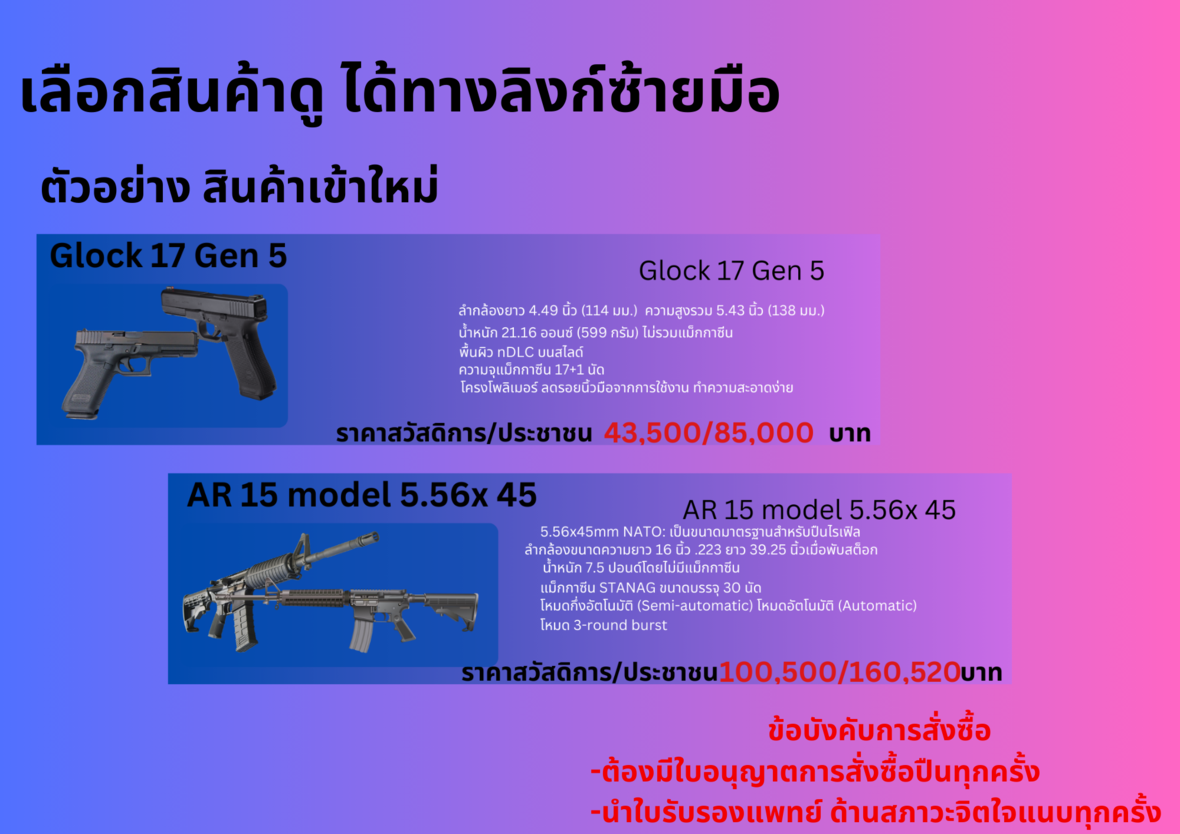 เลือกสินค้าดู ได้ทางลิงก์ซ้ายมือ
ตัวอย่าง สินค้าเข้าใหม่
Glock 17 Gen 5
Glock 17 Gen 5
ลำกล้องยาว 4.49 นิ้ว (114 มม.) ความสูงรวม 5.43 นิ้ว (138 มม.)
น้ำหนัก 21.16 ออนซ์ (599 กรัม) ไม่รวมแม็กกาซีน
พื้นผิว nDLC บนสไลด์
ความจุแม็กกาซีน 17+1 นัด
โครงโพลิเมอร์ ลดรอยนิ้วมือจากการใช้งาน ทำความสะอาดง่าย
ราคาสวัสดิการ/ประชาชน 43,500/85,000 บาท
AR 15 model 5.56x 45
AR 15 model 5.56x 45
5.56x45mm NATO: เป็นขนาดมาตรฐานสำหรับปืนไรเฟิล
ลำกล้องขนาดความยาว 16 นิ้ว .223 ยาว 39.25 นิ้วเมื่อพับสต็อก
น้ำหนัก 7.5 ปอนด์โดยไม่มีแม็กกาซีน
แม็กกาซีน STANAG ขนาดบรรจุ 30 นัด
โหมดกึ่งอัตโนมัติ (Semi-automatic) โหมดอัตโนมัติ (Automatic)
โหมด 3-round burst
ราคาสวัสดิการ/ประชาชน100,500/160,520บาท
ข้อบังคับการสั่งซื้อ
-ต้องมีใบอนุญาตการสั่งซื้อปืนทุกครั้ง
-นำใบรับรองแพทย์ ด้านสภาวะจิตใจแนบทุกครั้ง